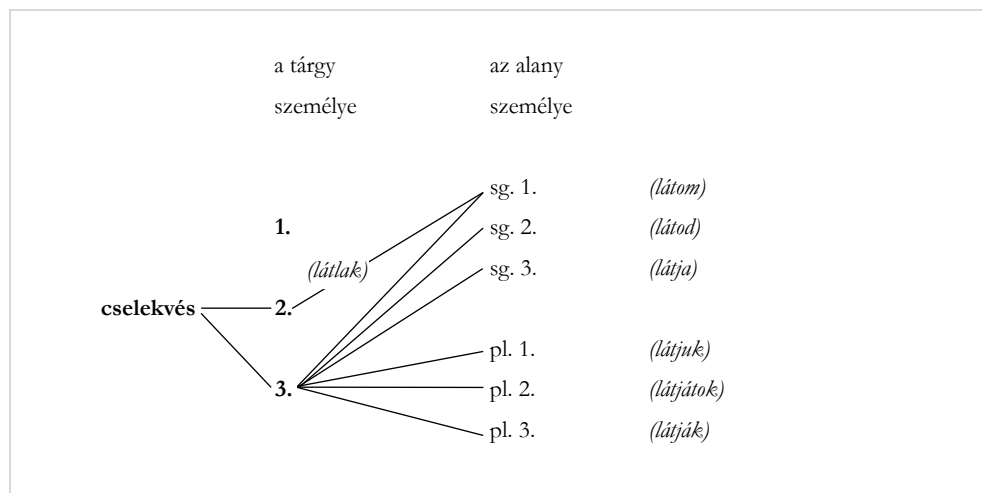 a tárgy az alany
személye személye
sg. 1. (látom)
1. sg. 2. (látod)
(látlak) sg. 3. (látja)
cselekvés 2.
pl. 1. (látjuk)
3. pl. 2. (látjátok)
pl. 3. (látják)